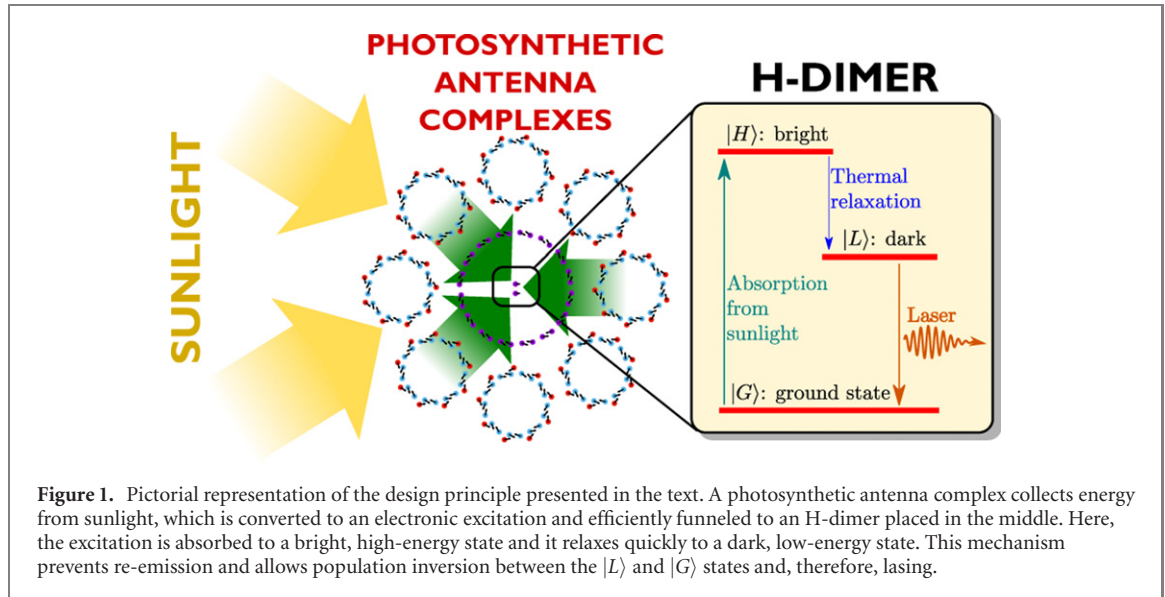 PHOTOSYNTHETIC
ANTENNA
COMPLEXES
SUNLIGHT
H-DIMER
|H⟩: bright
Thermal
relaxation
|L⟩: dark
Absorption
from
sunlight
Laser
|G⟩: ground state
Figure 1. Pictorial representation of the design principle presented in the text. A photosynthetic antenna complex collects energy
from sunlight, which is converted to an electronic excitation and efficiently funneled to an H-dimer placed in the middle. Here,
the excitation is absorbed to a bright, high-energy state and it relaxes quickly to a dark, low-energy state. This mechanism
prevents re-emission and allows population inversion between the |L⟩ and |G⟩ states and, therefore, lasing.